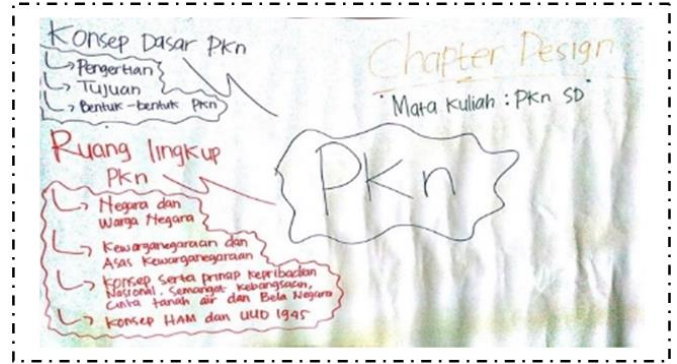 Konsep Dasar PKn
Pengertian
Tujuan
Bentuk-bentuk PKn
Ruang lingkup
PKn
Negara dan
Warga Negara
Kewarganegaraan dan
Asas Kewarganegaraan
Konsep serta prinap Kepribadian
Nasional, Semangat Kebangsaan,
Cinta tanah air dan Bela Negara
Konsep HAM dan UUD 1945
Chapter Design
"Mata Kuliah : PKn SD"
PKn